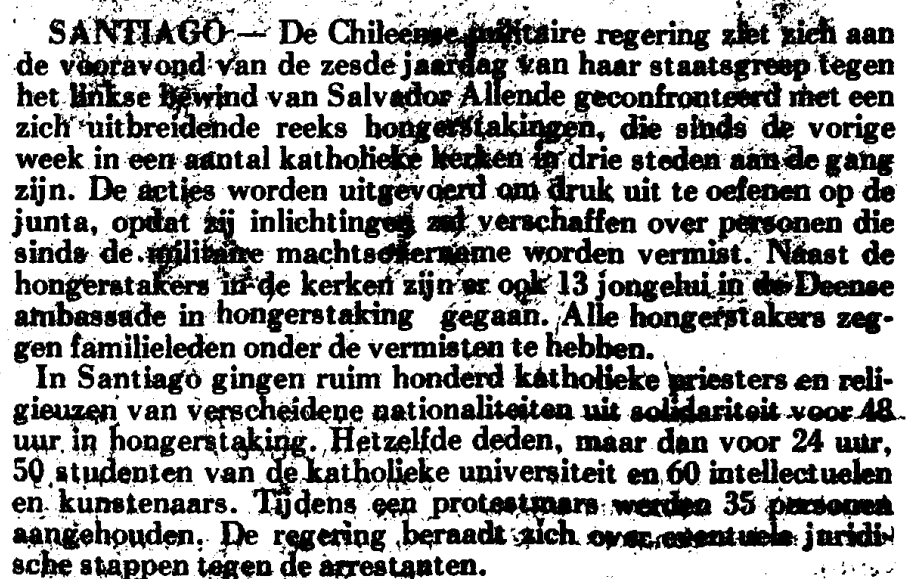 SANTIAGO — De Chileense militaire regering ziet zich aan
de vooravond van de zesde jaardag van haar staatsgreep tegen
het linkse bewind van Salvador Allende geconfronteerd met een
zich uitbreidende reeks hongerstakingen, die sinds de vorige
week in een aantal katholieke kerken in drie steden aan de gang
zijn. De acties worden uitgevoerd om druk uit te oefenen op de
junta, opdat zij inlichtingen zal verschaffen over personen die
sinds de militaire machtsovername worden vermist. Naast de
hongerstakers in de kerken zijn er ook 13 jongelui in de Deense
ambassade in hongerstaking gegaan. Alle hongerstakers zeg-
gen familieleden onder de vermisten te hebben.
In Santiago gingen ruim honderd katholieke priesters en reli-
gieuzen van verscheidene nationaliteiten uit solidariteit voor 48
uur in hongerstaking. Hetzelfde deden, maar dan voor 24 uur,
50 studenten van de katholieke universiteit en 60 intellectuelen
en kunstenaars. Tijdens een protestmars werden 35 personen
aangehouden. De regering beraadt zich over eventuele juridi-
sche stappen tegen de arrestanten.